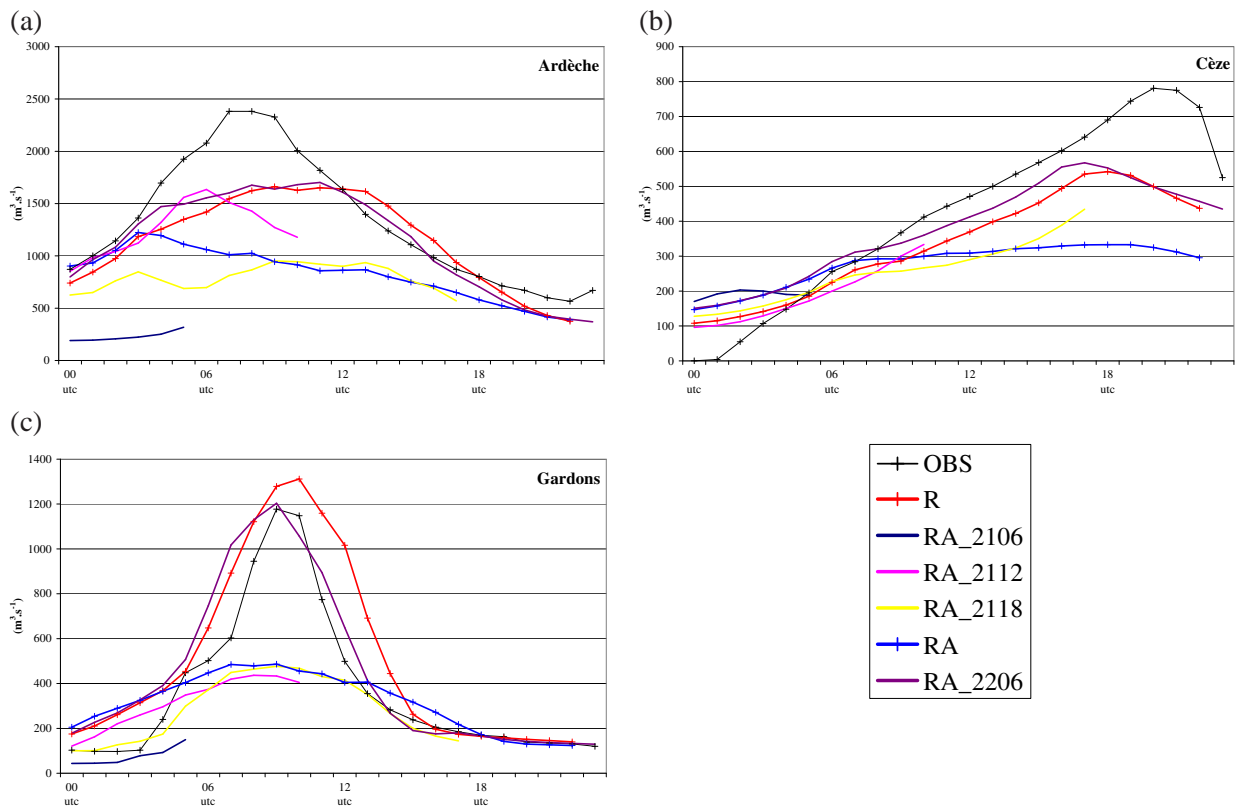 (a)
Ardèche
3000
2500
2000
1500
1000
500
0
(m³.s⁻¹)
00 06 12 18
utc utc utc utc
(b)
Cèze
900
800
700
600
500
400
300
200
100
0
(m³.s⁻¹)
00 06 12 18
utc utc utc utc
(c)
Gardons
1400
1200
1000
800
600
400
200
0
(m³.s⁻¹)
00 06 12 18
utc utc utc utc
OBS
R
RA_2106
RA_2112
RA_2118
RA
RA_2206